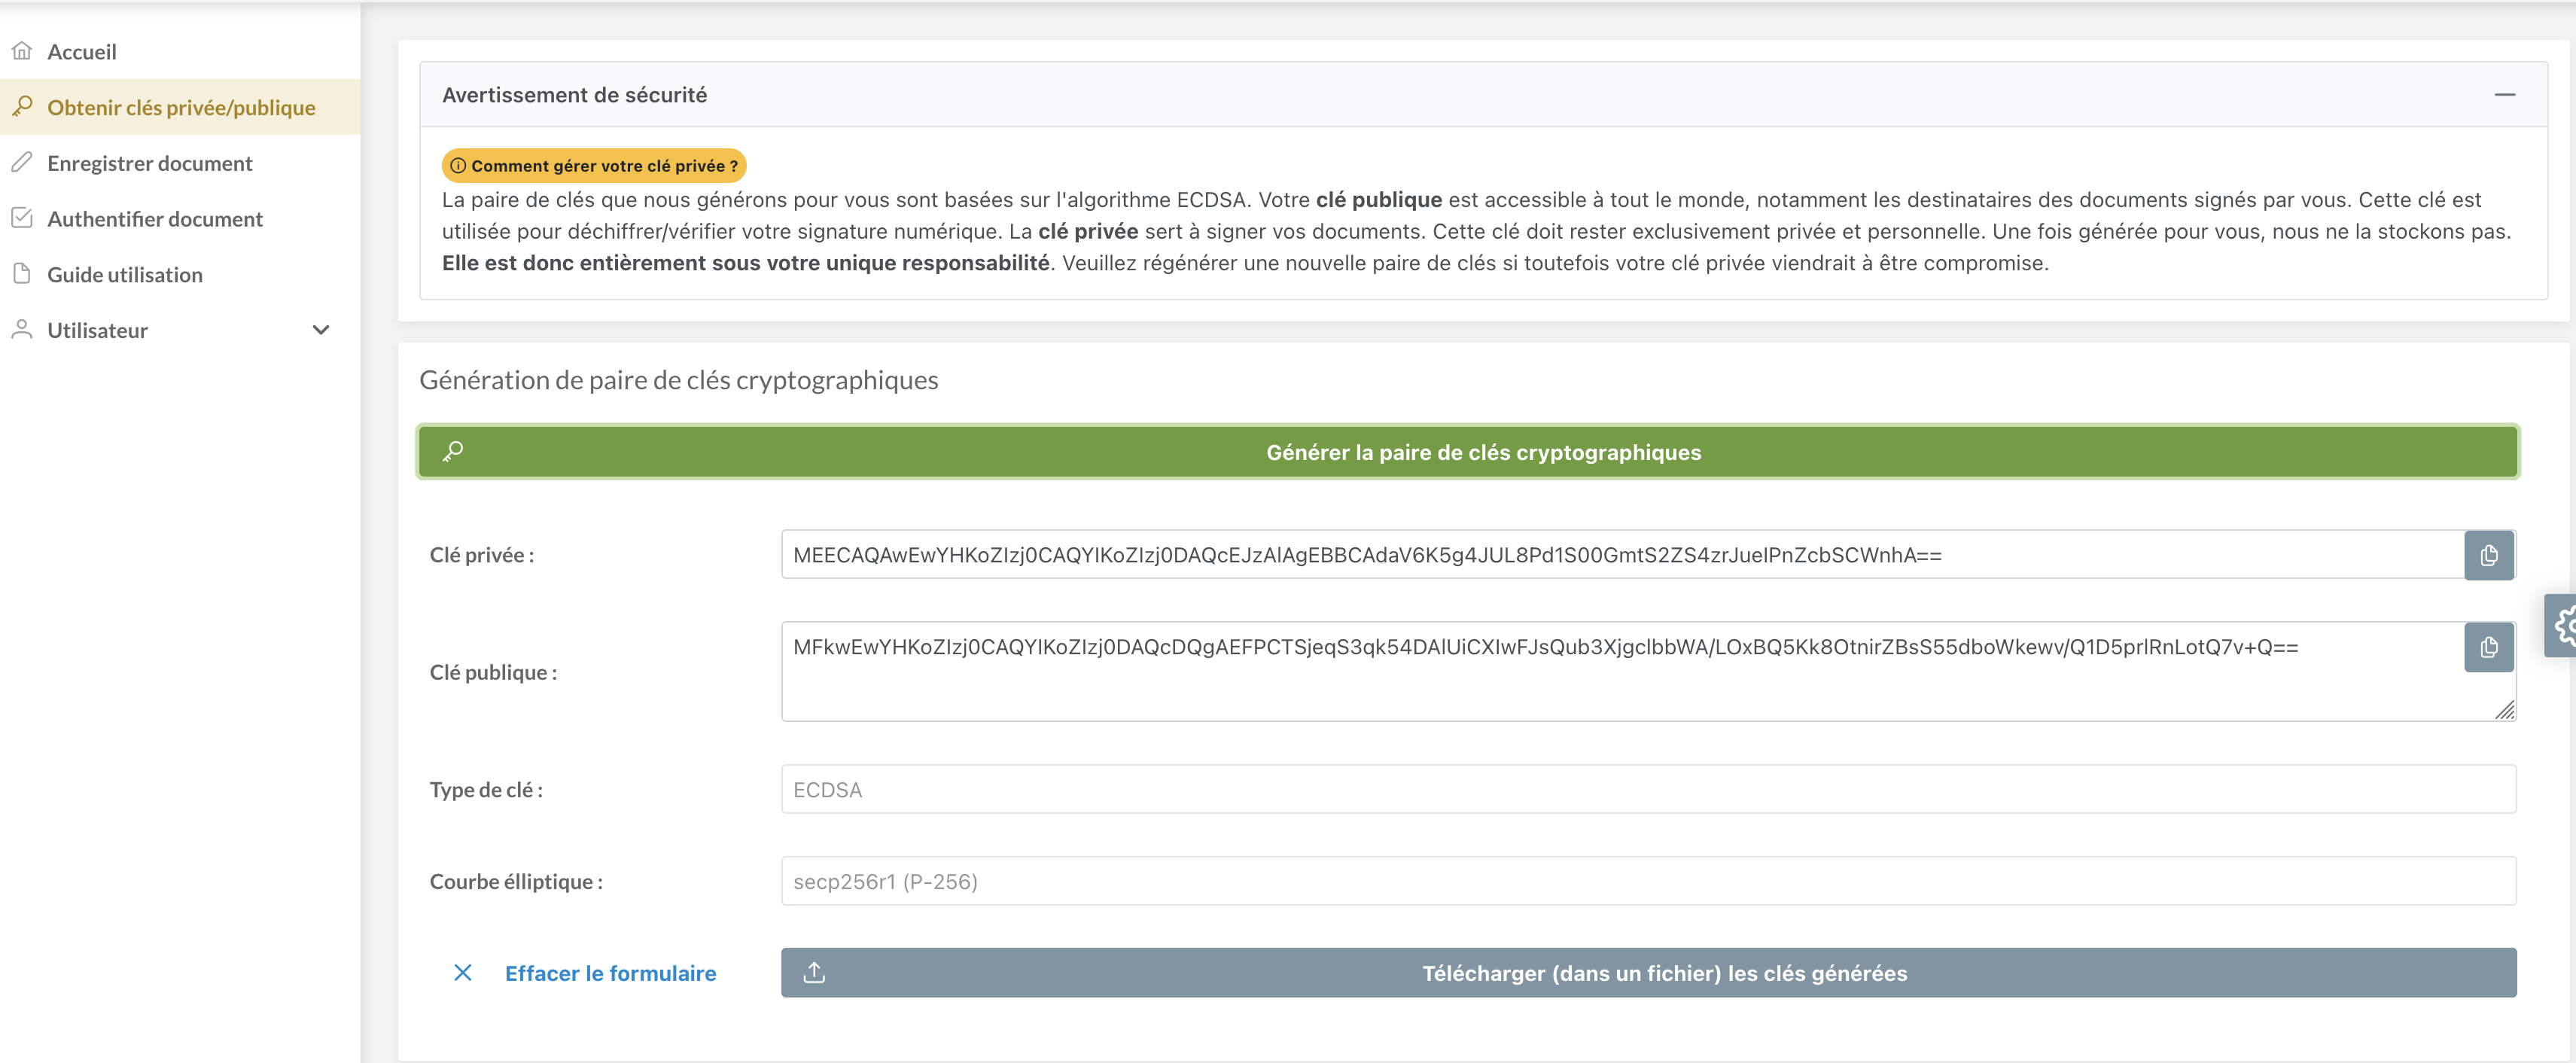 Accueil
Obtenir clés privée/publique
Enregistrer document
Authentifier document
Guide utilisation
Utilisateur
Avertissement de sécurité
Comment gérer votre clé privée ?
La paire de clés que nous générons pour vous sont basées sur l'algorithme ECDSA. Votre clé publique est accessible à tout le monde, notamment les destinataires des documents signés par vous. Cette clé est
utilisée pour déchiffrer/vérifier votre signature numérique. La clé privée sert à signer vos documents. Cette clé doit rester exclusivement privée et personnelle. Une fois générée pour vous, nous ne la stockons pas.
Elle est donc entièrement sous votre unique responsabilité. Veuillez régénérer une nouvelle paire de clés si toutefois votre clé privée viendrait à être compromise.
Génération de paire de clés cryptographiques
Générer la paire de clés cryptographiques
Clé privée :
MEECAQAwEwYHKoZIzj0CAQYIKoZIzj0DAQcEJzAlAgEBBCAdaV6K5g4JUL8Pd1S00GmtS2ZS4zrJueIPnZcbSCWnhA==
Clé publique :
MFkwEwYHKoZIzj0CAQYIKoZIzj0DAQcDQgAEFPCTSjeqS3qk54DAlUiCXIwFJsQub3XjgclbbWA/LOxBQ5Kk8OtnirZBsS55dboWkewv/Q1D5prlRnLotQ7v+Q==
Type de clé :
ECDSA
Courbe élliptique :
secp256r1 (P-256)
Effacer le formulaire
Télécharger (dans un fichier) les clés générées